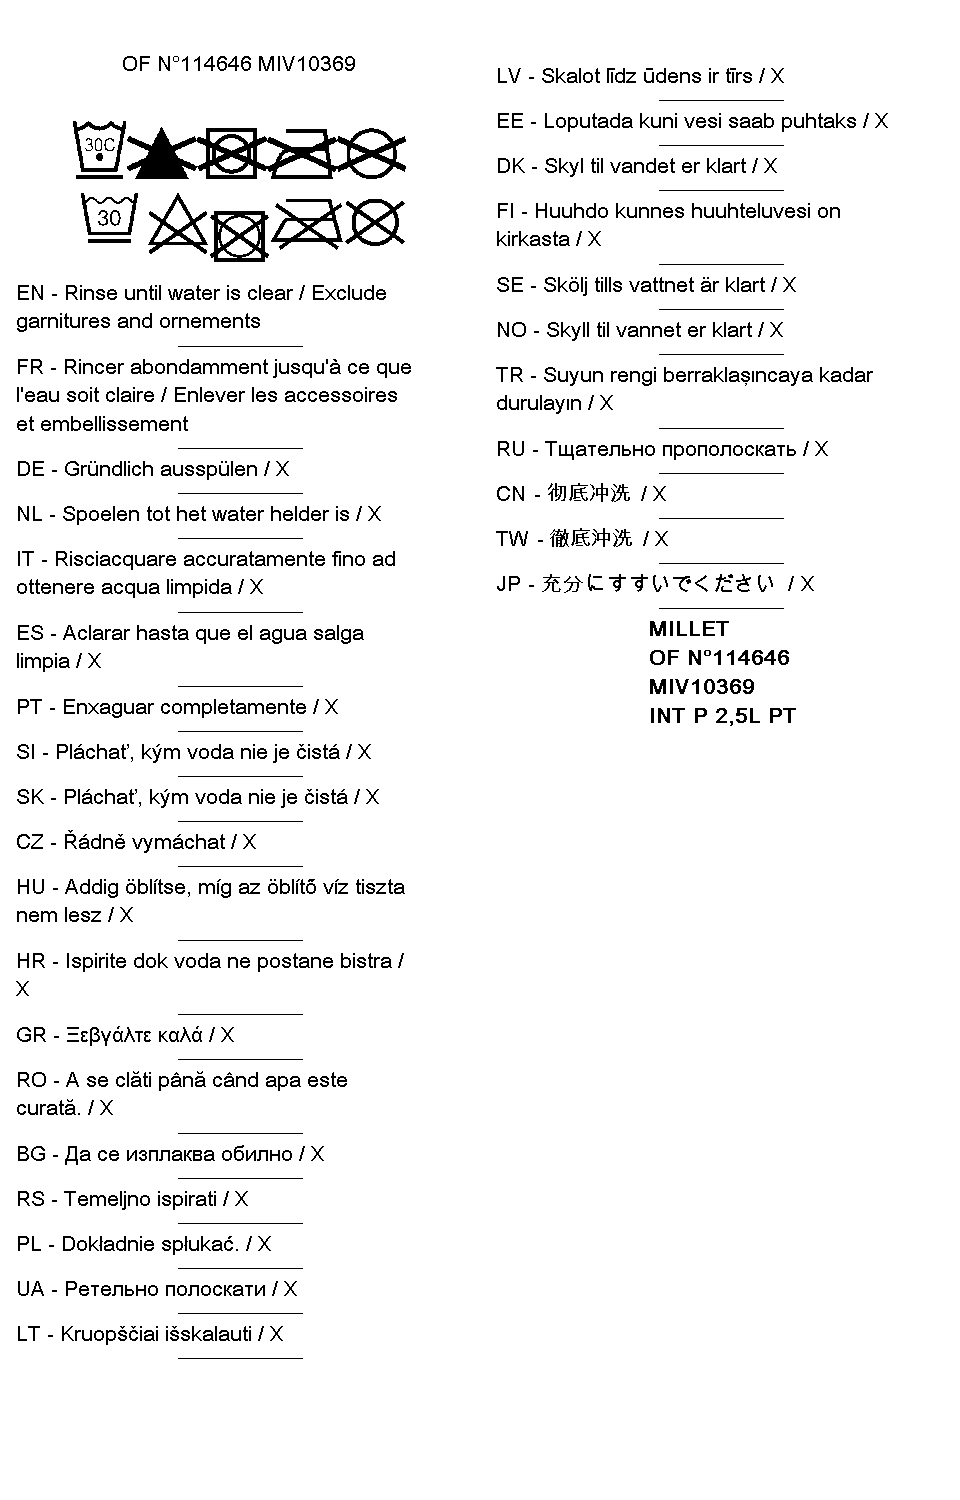 OF N°114646 MIV10369
30C
30
EN - Rinse until water is clear / Exclude
garnitures and ornements
FR - Rincer abondamment jusqu'à ce que
l'eau soit claire / Enlever les accessoires
et embellissement
DE - Gründlich ausspülen / X
NL - Spoelen tot het water helder is / X
IT - Risciacquare accuratamente fino ad
ottenere acqua limpida / X
ES - Aclarar hasta que el agua salga
limpia / X
PT - Enxaguar completamente / X
SI - Pláchať, kým voda nie je čistá / X
SK - Pláchať, kým voda nie je čistá / X
CZ - Řádně vymáchat / X
HU - Addig öblítse, míg az öblítő víz tiszta
nem lesz / X
HR - Ispirite dok voda ne postane bistra /
X
GR - Ξεβγάλτε καλά / X
RO - A se clăti până când apa este
curată. / X
BG - Да се изплаква обилно / X
RS - Temeljno ispirati / X
PL - Dokładnie spłukać. / X
UA - Ретельно полоскати / X
LT - Kruopščiai išskalauti / X
LV - Skalot līdz ūdens ir tīrs / X
EE - Loputada kuni vesi saab puhtaks / X
DK - Skyl til vandet er klart / X
FI - Huuhdo kunnes huuhteluvesi on
kirkasta / X
SE - Skölj tills vattnet är klart / X
NO - Skyll til vannet er klart / X
TR - Suyun rengi berraklaşıncaya kadar
durulayın / X
RU - Тщательно прополоскать / X
CN - 彻底冲洗 / X
TW - 徹底沖洗 / X
JP - 充分にすすいでください / X
MILLET
OF N°114646
MIV10369
INT P 2,5L PT